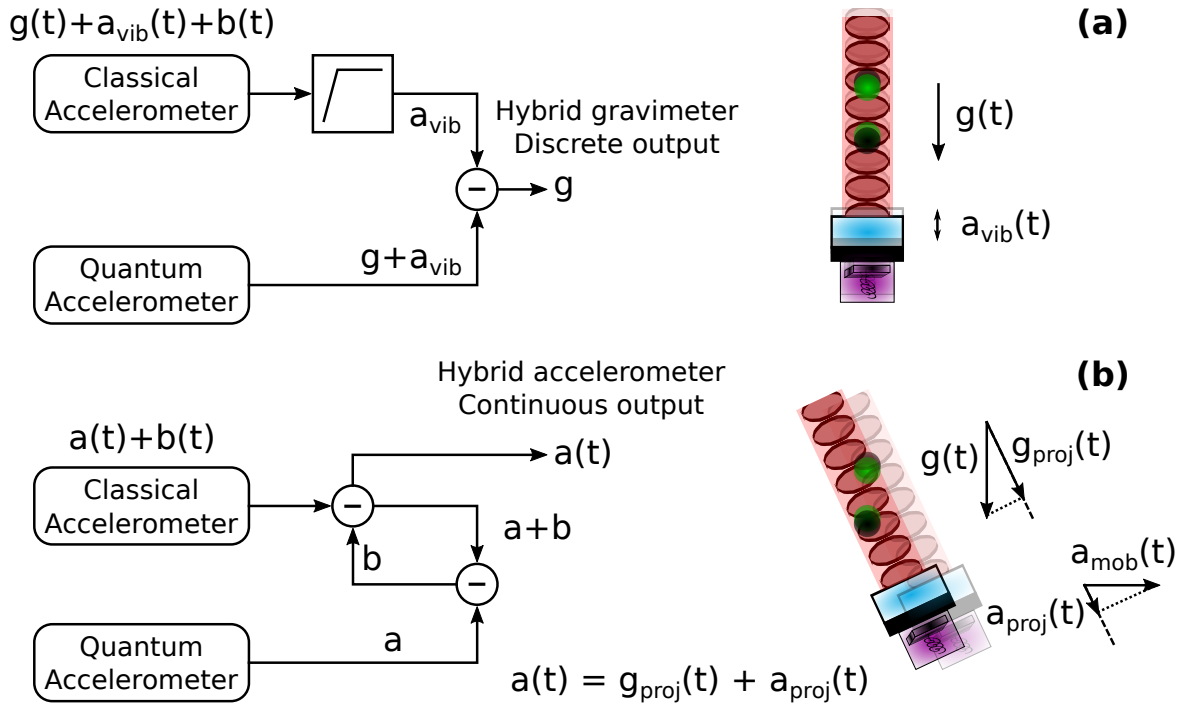 g(t)+a_vib(t)+b(t)
(a)
Classical
Accelerometer
a_vib
Hybrid gravimeter
Discrete output
−
g
g(t)
a_vib(t)
Quantum
Accelerometer
g+a_vib
(b)
Hybrid accelerometer
Continuous output
a(t)+b(t)
a(t)
Classical
Accelerometer
−
a+b
b
−
Quantum
Accelerometer
a
g(t)
g_proj(t)
a_mob(t)
a_proj(t)
a(t) = g_proj(t) + a_proj(t)